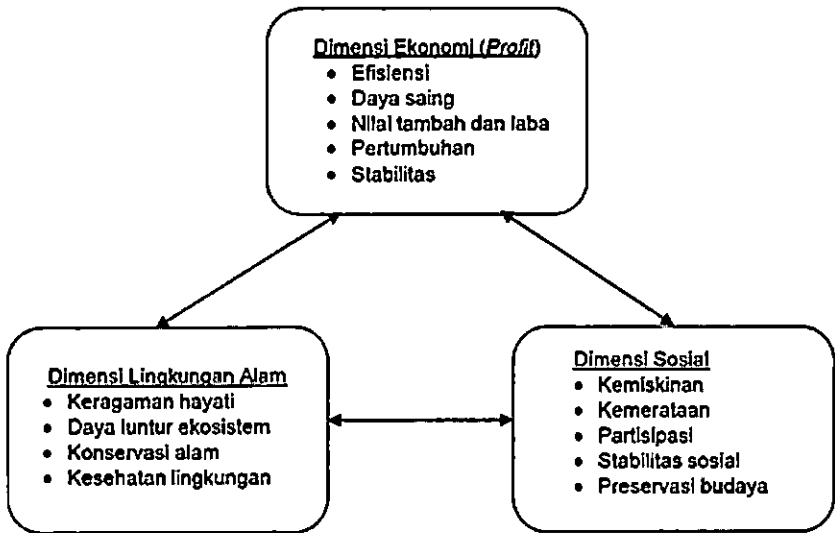 Dimensi Ekonomi (Profit)
• Efisiensi
• Daya saing
• Nilai tambah dan laba
• Pertumbuhan
• Stabilitas
Dimensi Lingkungan Alam
• Keragaman hayati
• Daya luntur ekosistem
• Konservasi alam
• Kesehatan lingkungan
Dimensi Sosial
• Kemiskinan
• Kemerataan
• Partisipasi
• Stabilitas sosial
• Preservasi budaya